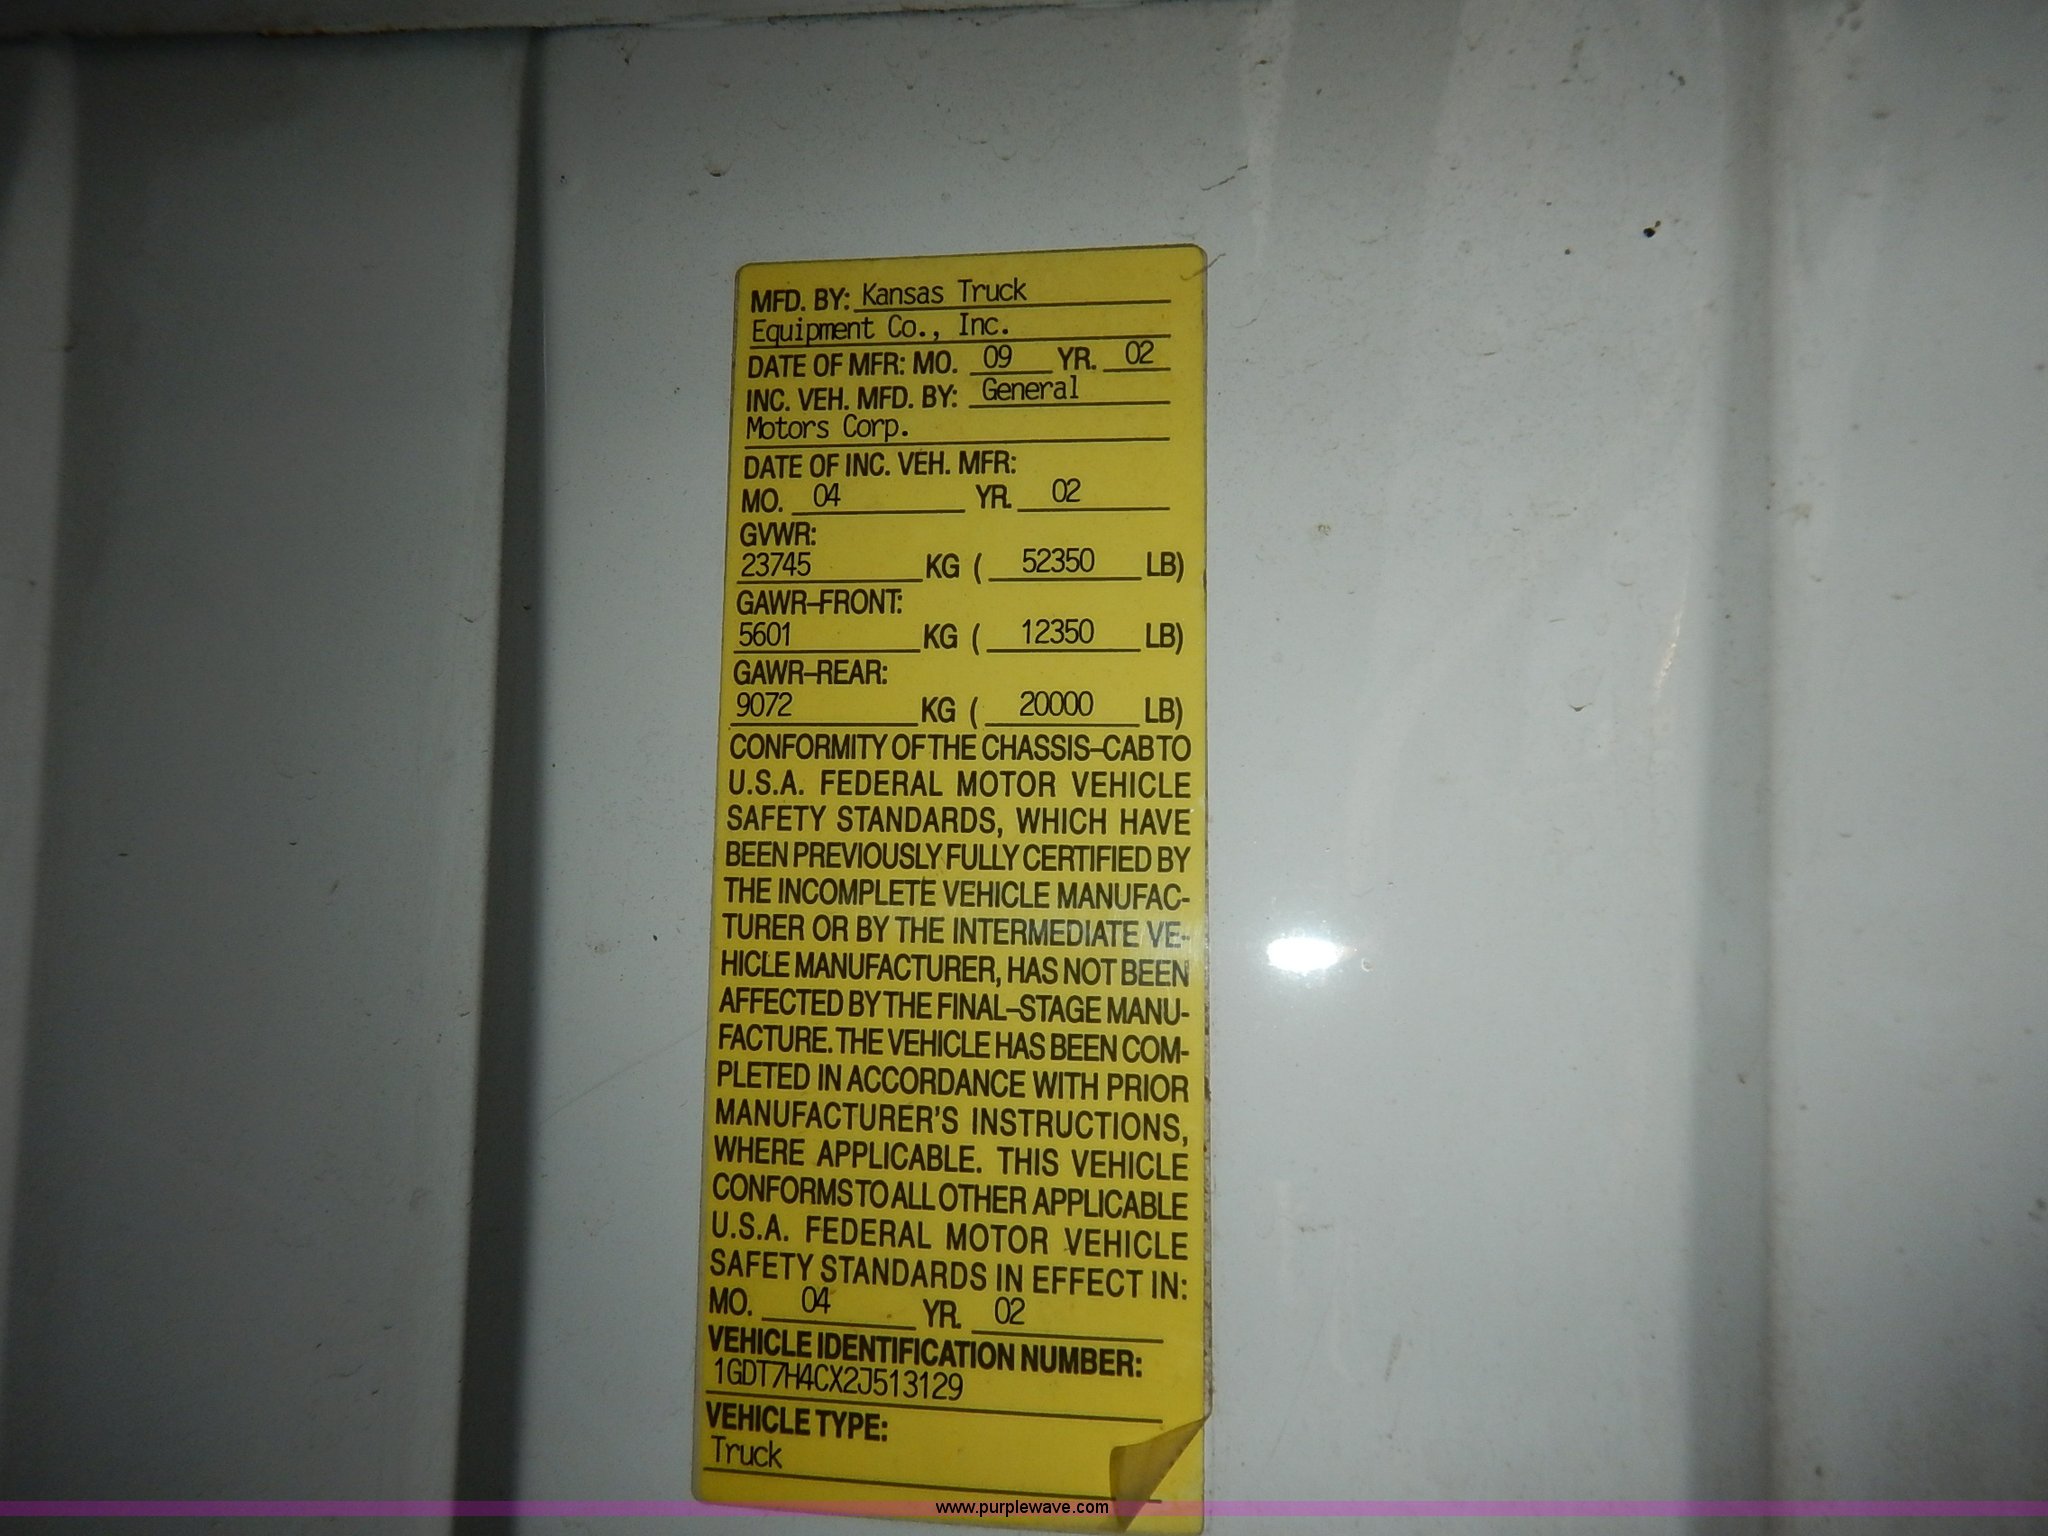 MFD. BY: Kansas Truck
Equipment Co., Inc.
DATE OF MFR: MO. 09 YR. 02
INC. VEH. MFD. BY: General
Motors Corp.
DATE OF INC. VEH. MFR:
MO. 04 YR. 02
GVWR:
23745 KG ( 52350 LB)
GAWR-FRONT:
5601 KG ( 12350 LB)
GAWR-REAR:
9072 KG ( 20000 LB)
CONFORMITY OF THE CHASSIS-CAB TO
U.S.A. FEDERAL MOTOR VEHICLE
SAFETY STANDARDS, WHICH HAVE
BEEN PREVIOUSLY FULLY CERTIFIED BY
THE INCOMPLETE VEHICLE MANUFAC-
TURER OR BY THE INTERMEDIATE VE-
HICLE MANUFACTURER, HAS NOT BEEN
AFFECTED BY THE FINAL-STAGE MANU-
FACTURE. THE VEHICLE HAS BEEN COM-
PLETED IN ACCORDANCE WITH PRIOR
MANUFACTURER'S INSTRUCTIONS,
WHERE APPLICABLE. THIS VEHICLE
CONFORMS TO ALL OTHER APPLICABLE
U.S.A. FEDERAL MOTOR VEHICLE
SAFETY STANDARDS IN EFFECT IN:
MO. 04 YR. 02
VEHICLE IDENTIFICATION NUMBER:
1GDT7H4CX2J513129
VEHICLE TYPE:
Truck
www.purplewave.com